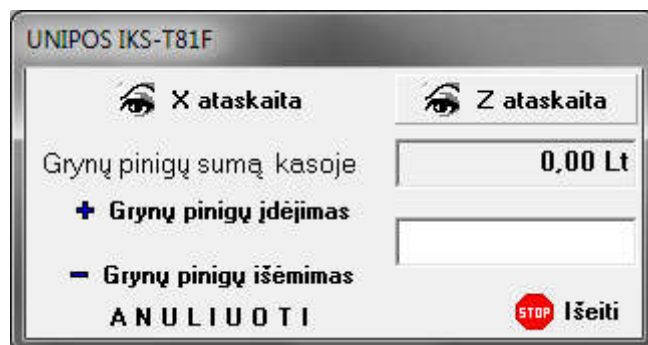 UNIPOS IKS-T81F
X ataskaita
Z ataskaita
Grynų pinigų sumą kasoje
0,00 Lt
+ Grynų pinigų įdėjimas
- Grynų pinigų išėmimas
ANULIUOTI
STOP Išeiti